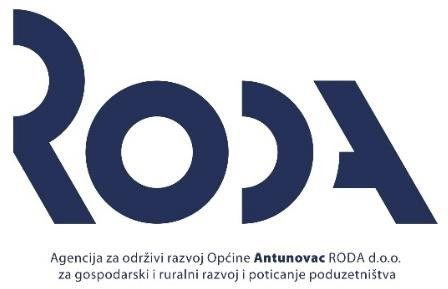 RODA
Agencija za održivi razvoj Općine Antunovac RODA d.o.o.
za gospodarski i ruralni razvoj i poticanje poduzetništva